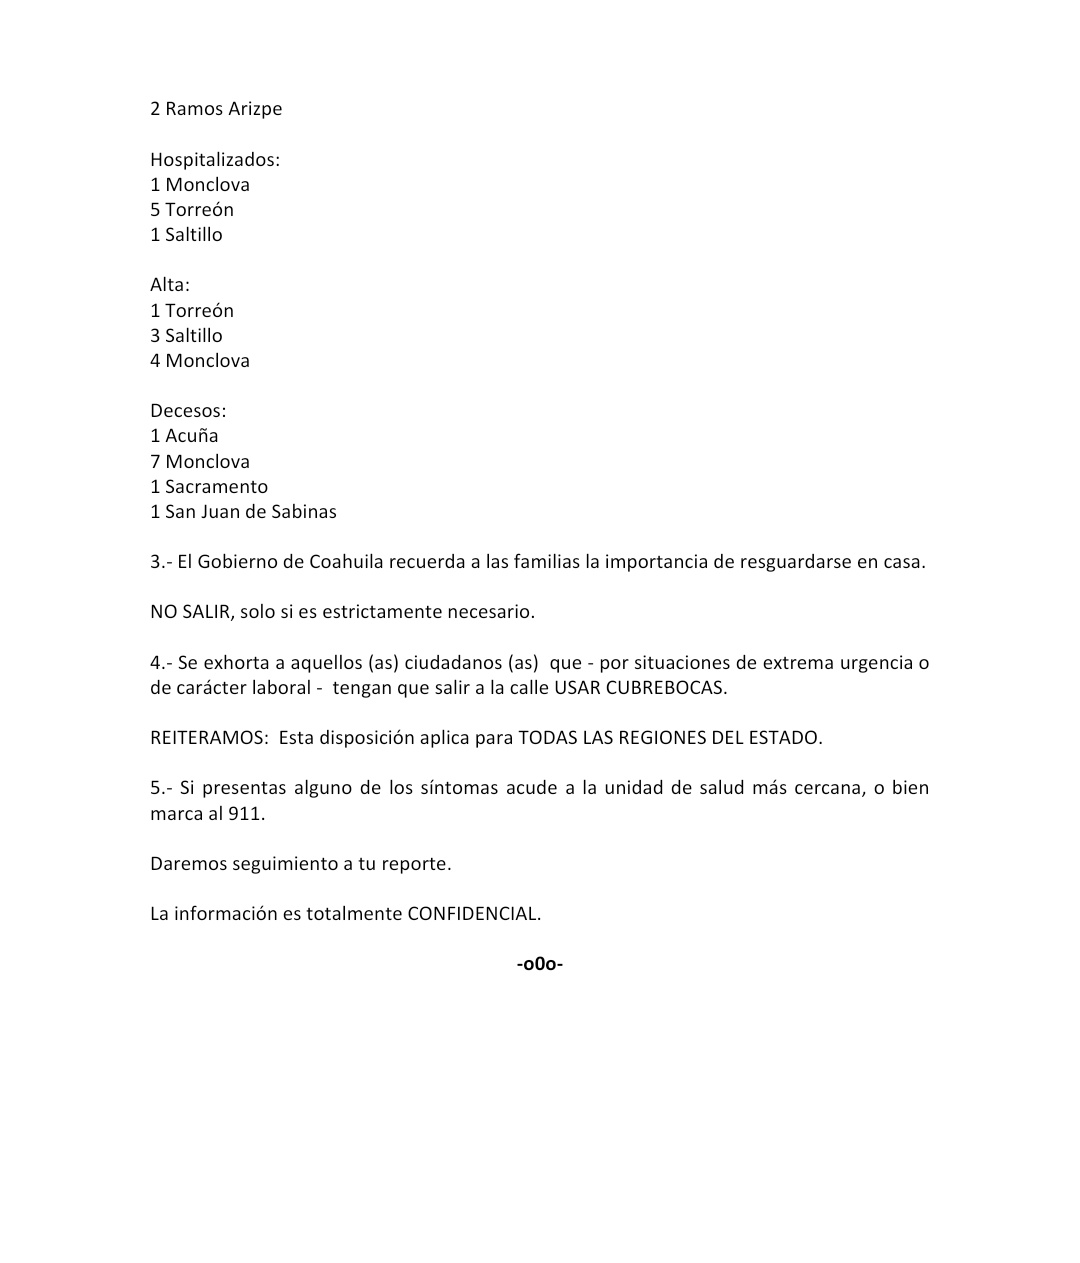 2 Ramos Arizpe
Hospitalizados:
1 Monclova
5 Torreón
1 Saltillo
Alta:
1 Torreón
3 Saltillo
4 Monclova
Decesos:
1 Acuña
7 Monclova
1 Sacramento
1 San Juan de Sabinas
3.- El Gobierno de Coahuila recuerda a las familias la importancia de resguardarse en casa.
NO SALIR, solo si es estrictamente necesario.
4.- Se exhorta a aquellos (as) ciudadanos (as)  que - por situaciones de extrema urgencia o
de carácter laboral -  tengan que salir a la calle USAR CUBREBOCAS.
REITERAMOS:  Esta disposición aplica para TODAS LAS REGIONES DEL ESTADO.
5.- Si presentas alguno de los síntomas acude a la unidad de salud más cercana, o bien
marca al 911.
Daremos seguimiento a tu reporte.
La información es totalmente CONFIDENCIAL.
-o0o-